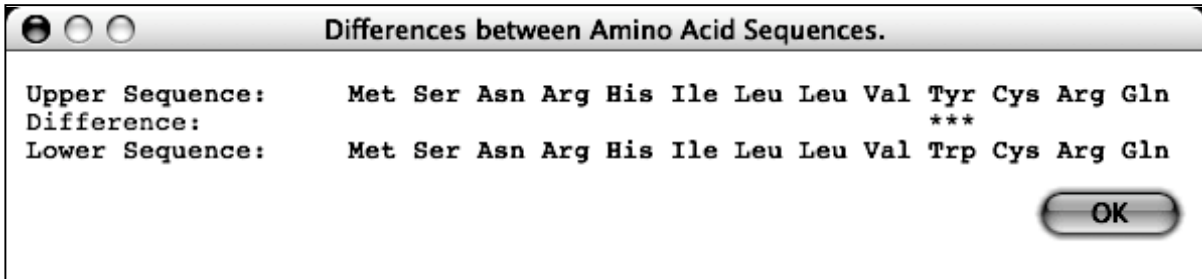 Differences between Amino Acid Sequences.
Upper Sequence: Met Ser Asn Arg His Ile Leu Leu Val Tyr Cys Arg Gln
Difference: ***
Lower Sequence: Met Ser Asn Arg His Ile Leu Leu Val Trp Cys Arg Gln
OK